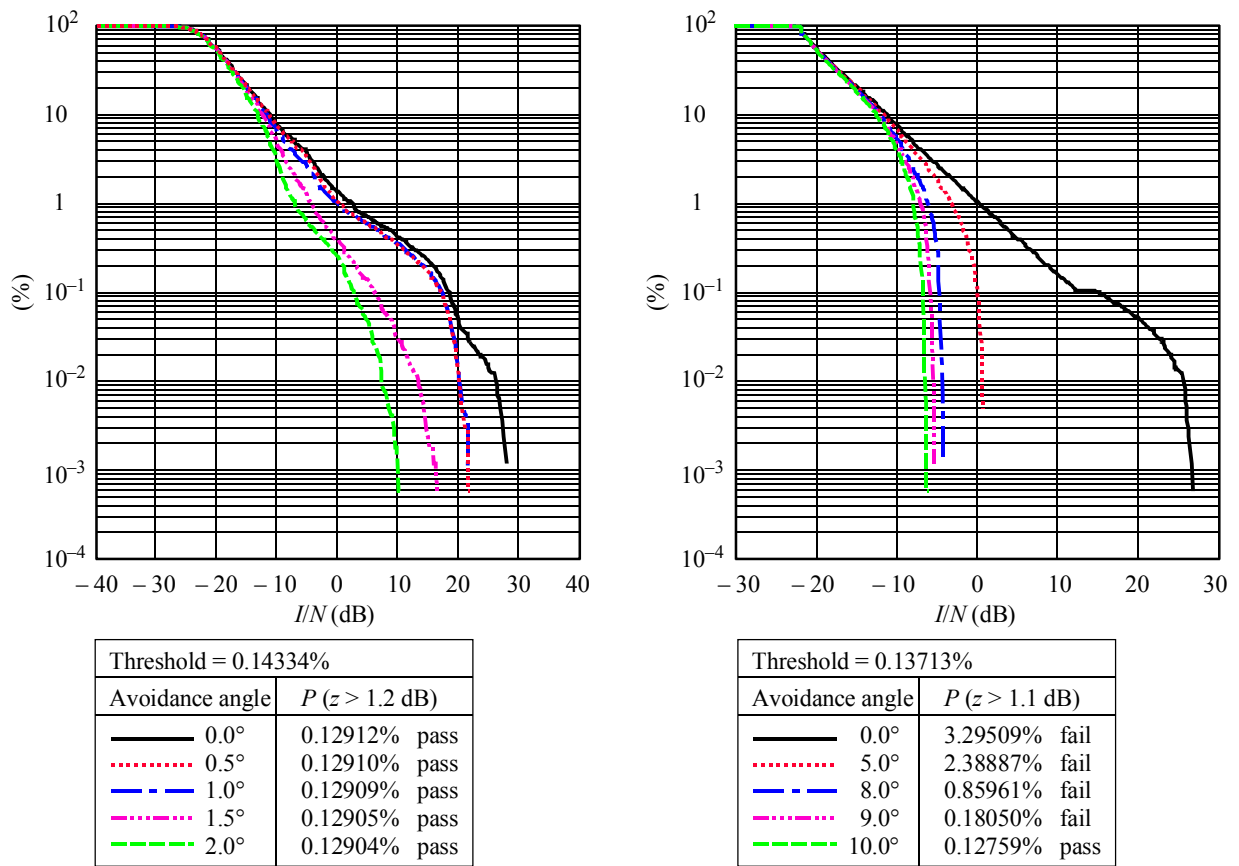 10²
10
1
10⁻¹
10⁻²
10⁻³
10⁻⁴
(%)
– 40 – 30 – 20 – 10 0 10 20 30 40
I/N (dB)
Threshold = 0.14334%
Avoidance angle P (z > 1.2 dB)
0.0° 0.12912% pass
0.5° 0.12910% pass
1.0° 0.12909% pass
1.5° 0.12905% pass
2.0° 0.12904% pass
10²
10
1
10⁻¹
10⁻²
10⁻³
10⁻⁴
(%)
– 30 – 20 – 10 0 10 20 30
I/N (dB)
Threshold = 0.13713%
Avoidance angle P (z > 1.1 dB)
0.0° 3.29509% fail
5.0° 2.38887% fail
8.0° 0.85961% fail
9.0° 0.18050% fail
10.0° 0.12759% pass